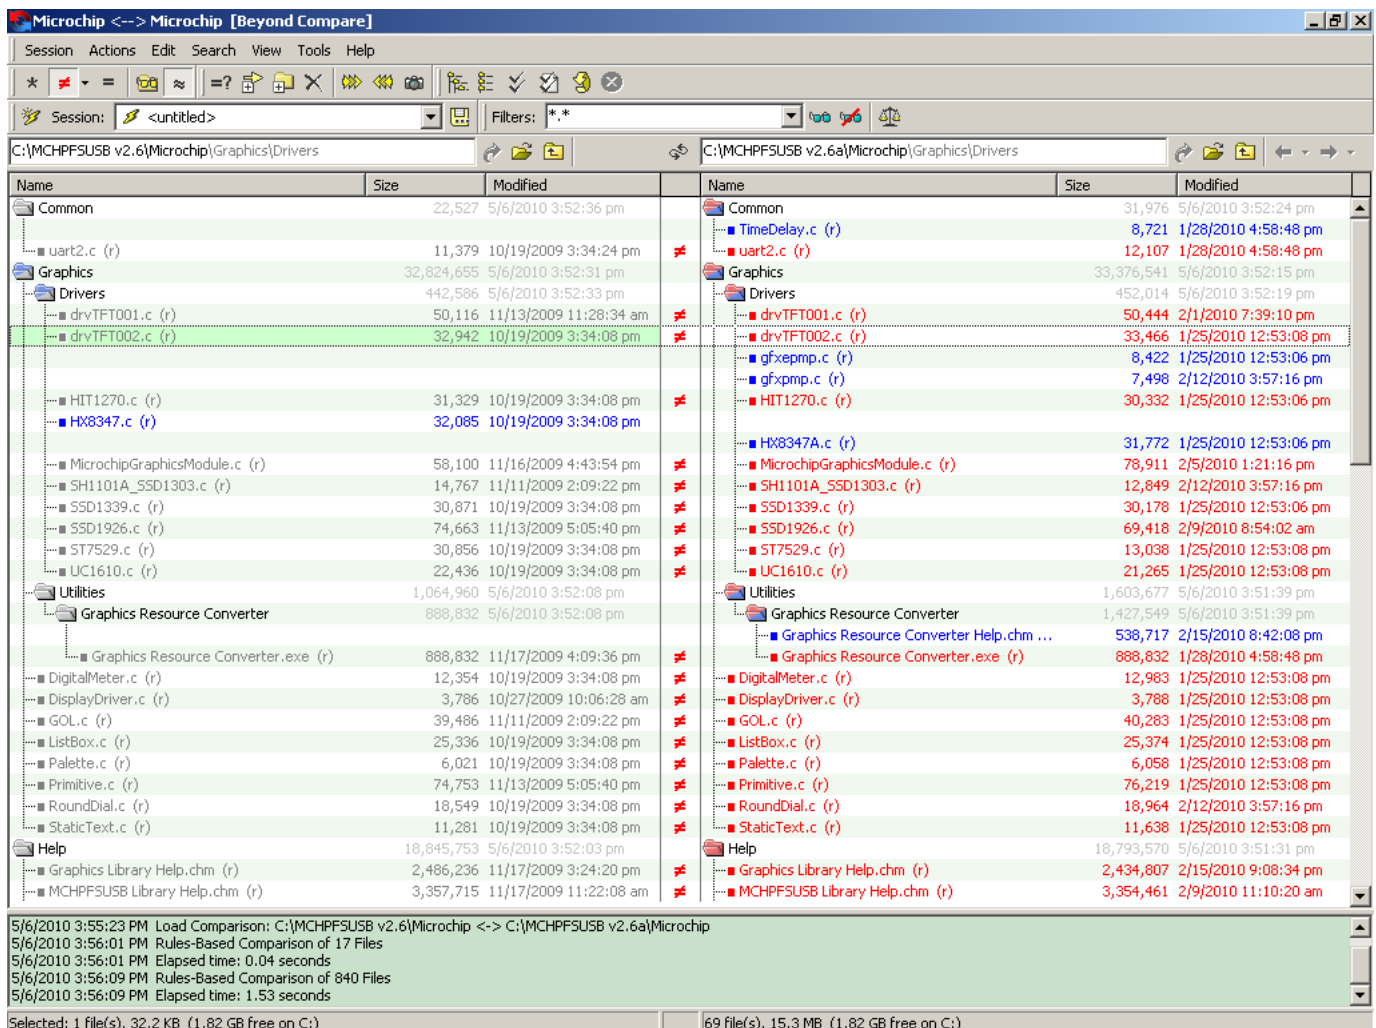 Microchip <--> Microchip [Beyond Compare]
Session Actions Edit Search View Tools Help
Session: <untitled> Filters: *.*
C:\MCHPFSUSB v2.6\Microchip\Graphics\Drivers C:\MCHPFSUSB v2.6a\Microchip\Graphics\Drivers
Name Size Modified Name Size Modified
Common 22,527 5/6/2010 3:52:36 pm Common 31,976 5/6/2010 3:52:24 pm
TimeDelay.c (r) 8,721 1/28/2010 4:58:48 pm
uart2.c (r) 11,379 10/19/2009 3:34:24 pm ≠ uart2.c (r) 12,107 1/28/2010 4:58:48 pm
Graphics 32,824,655 5/6/2010 3:52:31 pm Graphics 33,376,541 5/6/2010 3:52:15 pm
Drivers 442,586 5/6/2010 3:52:33 pm Drivers 452,014 5/6/2010 3:52:19 pm
drvTFT001.c (r) 50,116 11/13/2009 11:28:34 am ≠ drvTFT001.c (r) 50,444 2/1/2010 7:39:10 pm
drvTFT002.c (r) 32,942 10/19/2009 3:34:08 pm ≠ drvTFT002.c (r) 33,466 1/25/2010 12:53:08 pm
gfxepmp.c (r) 8,422 1/25/2010 12:53:06 pm
gfxpmp.c (r) 7,498 2/12/2010 3:57:16 pm
HIT1270.c (r) 31,329 10/19/2009 3:34:08 pm ≠ HIT1270.c (r) 30,332 1/25/2010 12:53:06 pm
HX8347.c (r) 32,085 10/19/2009 3:34:08 pm
HX8347A.c (r) 31,772 1/25/2010 12:53:06 pm
MicrochipGraphicsModule.c (r) 58,100 11/16/2009 4:43:54 pm ≠ MicrochipGraphicsModule.c (r) 78,911 2/5/2010 1:21:16 pm
SH1101A_SSD1303.c (r) 14,767 11/11/2009 2:09:22 pm ≠ SH1101A_SSD1303.c (r) 12,849 2/12/2010 3:57:16 pm
SSD1339.c (r) 30,871 10/19/2009 3:34:08 pm ≠ SSD1339.c (r) 30,178 1/25/2010 12:53:06 pm
SSD1926.c (r) 74,663 11/13/2009 5:05:40 pm ≠ SSD1926.c (r) 69,418 2/9/2010 8:54:02 am
ST7529.c (r) 30,856 10/19/2009 3:34:08 pm ≠ ST7529.c (r) 13,038 1/25/2010 12:53:08 pm
UC1610.c (r) 22,436 10/19/2009 3:34:08 pm ≠ UC1610.c (r) 21,265 1/25/2010 12:53:08 pm
Utilities 1,064,960 5/6/2010 3:52:08 pm Utilities 1,603,677 5/6/2010 3:51:39 pm
Graphics Resource Converter 888,832 5/6/2010 3:52:08 pm Graphics Resource Converter 1,427,549 5/6/2010 3:51:39 pm
Graphics Resource Converter Help.chm ... 538,717 2/15/2010 8:42:08 pm
Graphics Resource Converter.exe (r) 888,832 11/17/2009 4:09:36 pm ≠ Graphics Resource Converter.exe (r) 888,832 1/28/2010 4:58:48 pm
DigitalMeter.c (r) 12,354 10/19/2009 3:34:08 pm ≠ DigitalMeter.c (r) 12,983 1/25/2010 12:53:08 pm
DisplayDriver.c (r) 3,786 10/27/2009 10:06:28 am ≠ DisplayDriver.c (r) 3,788 1/25/2010 12:53:08 pm
GOL.c (r) 39,486 11/11/2009 2:09:22 pm ≠ GOL.c (r) 40,283 1/25/2010 12:53:08 pm
ListBox.c (r) 25,336 10/19/2009 3:34:08 pm ≠ ListBox.c (r) 25,374 1/25/2010 12:53:08 pm
Palette.c (r) 6,021 10/19/2009 3:34:08 pm ≠ Palette.c (r) 6,058 1/25/2010 12:53:08 pm
Primitive.c (r) 74,753 11/13/2009 5:05:40 pm ≠ Primitive.c (r) 76,219 1/25/2010 12:53:08 pm
RoundDial.c (r) 18,549 10/19/2009 3:34:08 pm ≠ RoundDial.c (r) 18,964 2/12/2010 3:57:16 pm
StaticText.c (r) 11,281 10/19/2009 3:34:08 pm ≠ StaticText.c (r) 11,638 1/25/2010 12:53:08 pm
Help 18,845,753 5/6/2010 3:52:03 pm Help 18,793,570 5/6/2010 3:51:31 pm
Graphics Library Help.chm (r) 2,486,236 11/17/2009 3:24:20 pm ≠ Graphics Library Help.chm (r) 2,434,807 2/15/2010 9:08:34 pm
MCHPFSUSB Library Help.chm (r) 3,357,715 11/17/2009 11:22:08 am ≠ MCHPFSUSB Library Help.chm (r) 3,354,461 2/9/2010 11:10:20 am
5/6/2010 3:55:23 PM Load Comparison: C:\MCHPFSUSB v2.6\Microchip <-> C:\MCHPFSUSB v2.6a\Microchip
5/6/2010 3:56:01 PM Rules-Based Comparison of 17 Files
5/6/2010 3:56:01 PM Elapsed time: 0.04 seconds
5/6/2010 3:56:09 PM Rules-Based Comparison of 840 Files
5/6/2010 3:56:09 PM Elapsed time: 1.53 seconds
Selected: 1 file(s), 32.2 KB (1.82 GB free on C:) 69 file(s), 15.3 MB (1.82 GB free on C:)